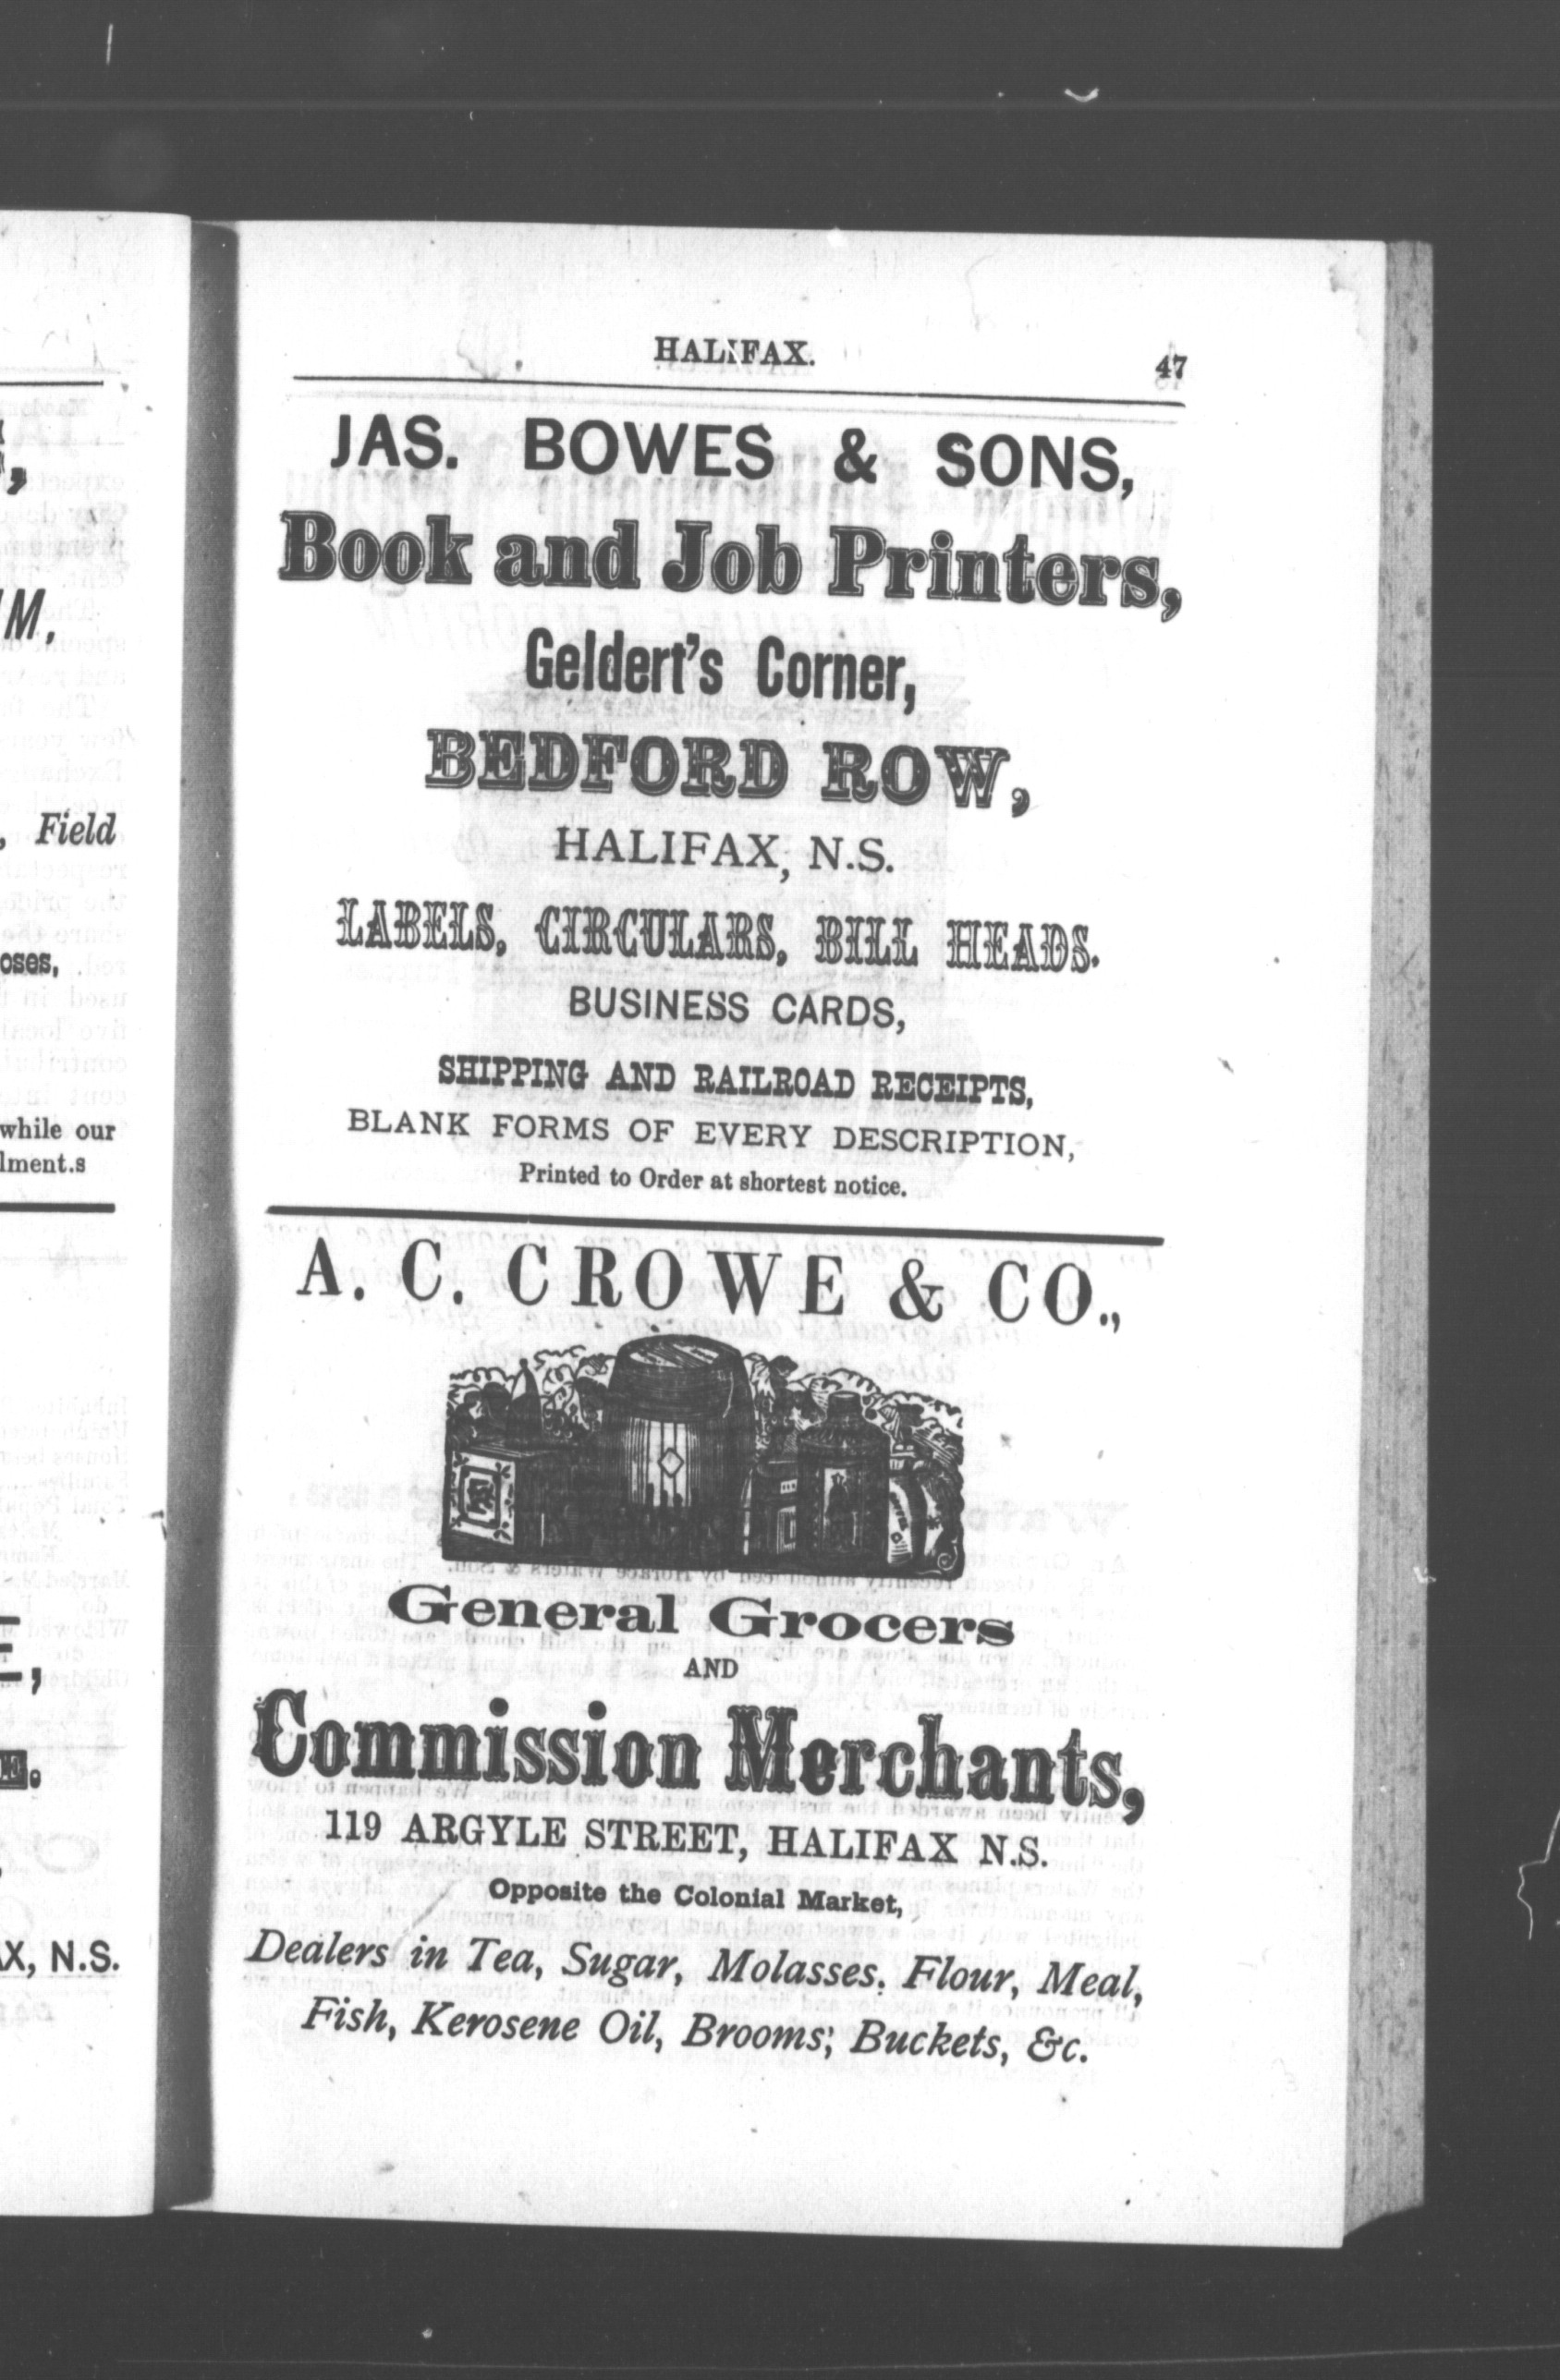 HALIFAX. 47
JAS. BOWES & SONS,
Book and Job Printers,
Geldert's Corner,
BEDFORD ROW,
HALIFAX, N.S.
LABELS, CIRCULARS, BILL HEADS.
BUSINESS CARDS,
SHIPPING AND RAILROAD RECEIPTS,
BLANK FORMS OF EVERY DESCRIPTION,
Printed to Order at shortest notice.
A. C. CROWE & CO.,
General Grocers
AND
Commission Merchants,
119 ARGYLE STREET, HALIFAX N.S.
Opposite the Colonial Market,
Dealers in Tea, Sugar, Molasses. Flour, Meal,
Fish, Kerosene Oil, Brooms; Buckets, &c.
Field
while our
N.S.